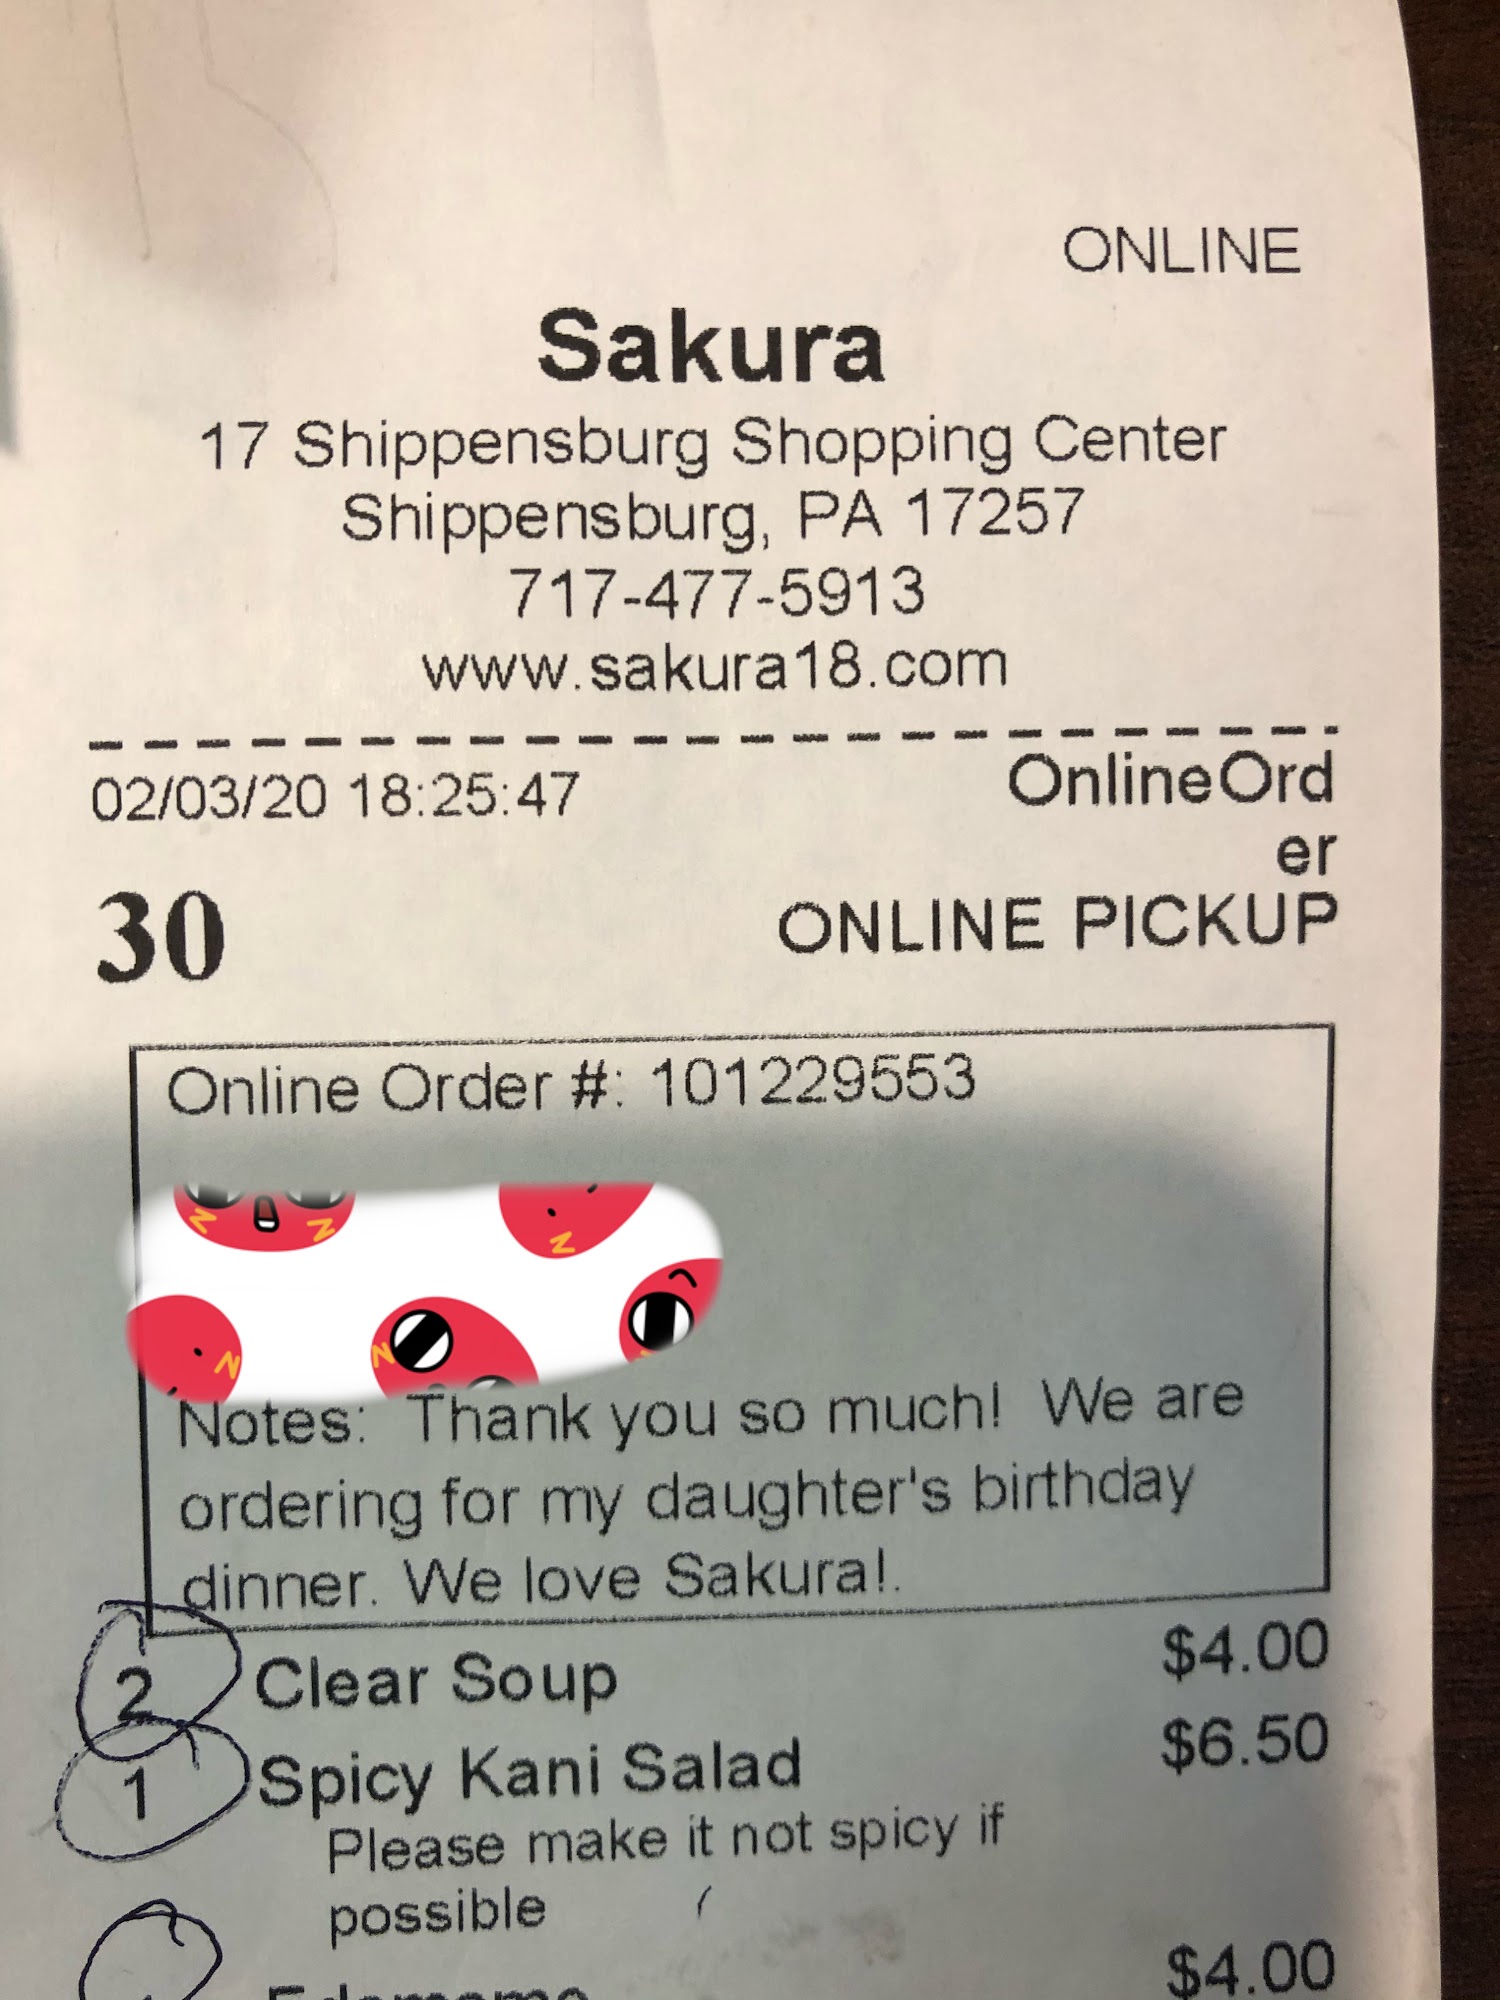 ONLINE
Sakura
17 Shippensburg Shopping Center
Shippensburg, PA 17257
717-477-5913
www.sakura18.com
02/03/20 18:25:47 OnlineOrd
er
30 ONLINE PICKUP
Online Order #: 101229553
Notes: Thank you so much! We are
ordering for my daughter's birthday
dinner. We love Sakura!.
2 Clear Soup $4.00
1 Spicy Kani Salad $6.50
Please make it not spicy if
possible
$4.00